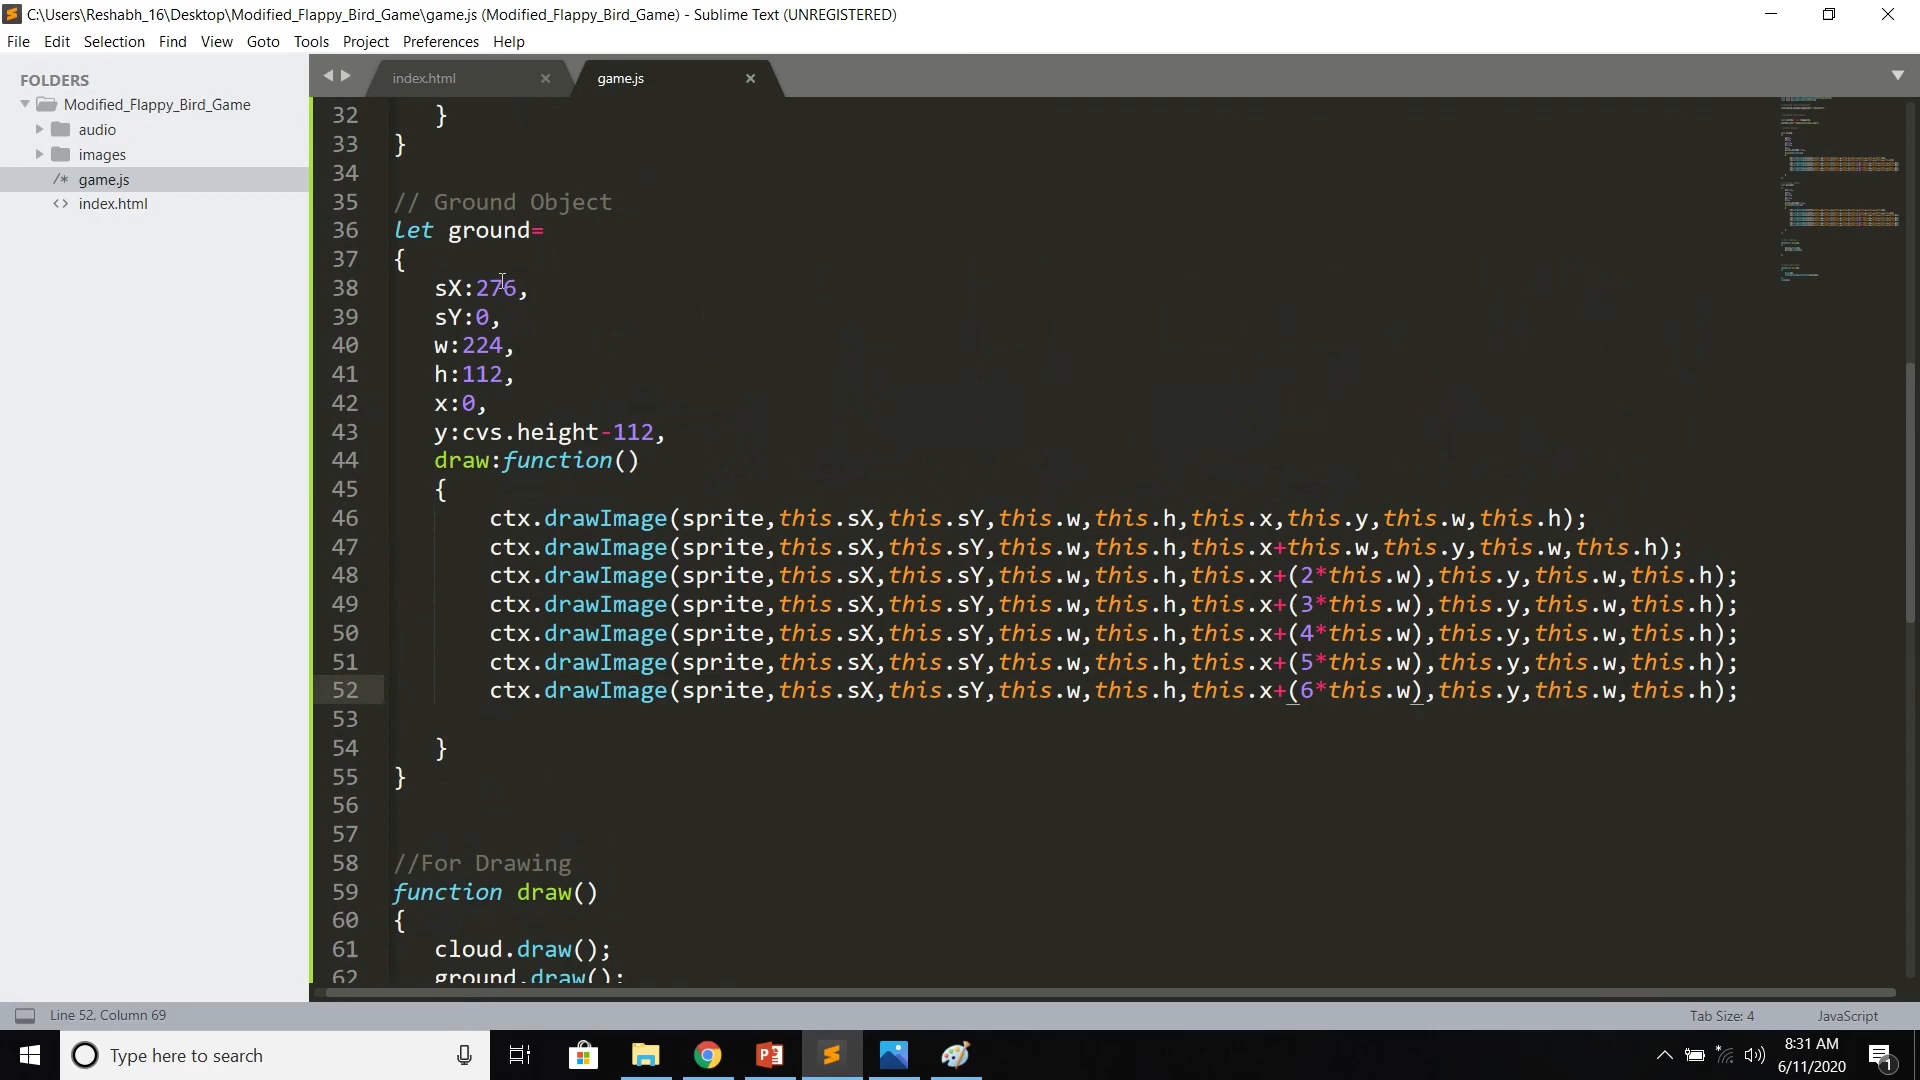 C:\Users\Reshabh_16\Desktop\Modified_Flappy_Bird_Game\game.js (Modified_Flappy_Bird_Game) - Sublime Text (UNREGISTERED)
File Edit Selection Find View Goto Tools Project Preferences Help
FOLDERS
Modified_Flappy_Bird_Game
audio
images
/* game.js
<> index.html
index.html
game.js
32 }
33 }
34
35 // Ground Object
36 let ground=
37 {
38 sX:276,
39 sY:0,
40 w:224,
41 h:112,
42 x:0,
43 y:cvs.height-112,
44 draw:function()
45 {
46 ctx.drawImage(sprite,this.sX,this.sY,this.w,this.h,this.x,this.y,this.w,this.h);
47 ctx.drawImage(sprite,this.sX,this.sY,this.w,this.h,this.x+this.w,this.y,this.w,this.h);
48 ctx.drawImage(sprite,this.sX,this.sY,this.w,this.h,this.x+(2*this.w),this.y,this.w,this.h);
49 ctx.drawImage(sprite,this.sX,this.sY,this.w,this.h,this.x+(3*this.w),this.y,this.w,this.h);
50 ctx.drawImage(sprite,this.sX,this.sY,this.w,this.h,this.x+(4*this.w),this.y,this.w,this.h);
51 ctx.drawImage(sprite,this.sX,this.sY,this.w,this.h,this.x+(5*this.w),this.y,this.w,this.h);
52 ctx.drawImage(sprite,this.sX,this.sY,this.w,this.h,this.x+(6*this.w),this.y,this.w,this.h);
53
54 }
55 }
56
57
58 //For Drawing
59 function draw()
60 {
61 cloud.draw();
62 ground.draw();
Line 52, Column 69
Tab Size: 4
JavaScript
Type here to search
8:31 AM
6/11/2020
1